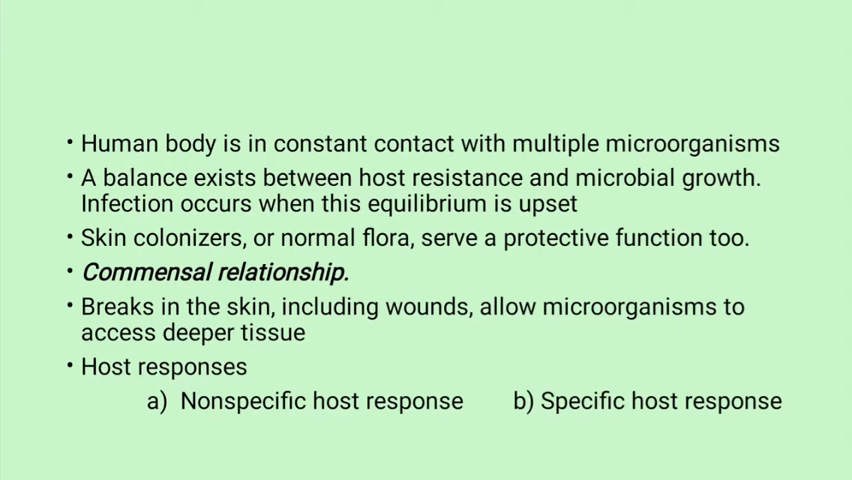 • Human body is in constant contact with multiple microorganisms
• A balance exists between host resistance and microbial growth.
Infection occurs when this equilibrium is upset
• Skin colonizers, or normal flora, serve a protective function too.
• Commensal relationship.
• Breaks in the skin, including wounds, allow microorganisms to
access deeper tissue
• Host responses
a) Nonspecific host response b) Specific host response